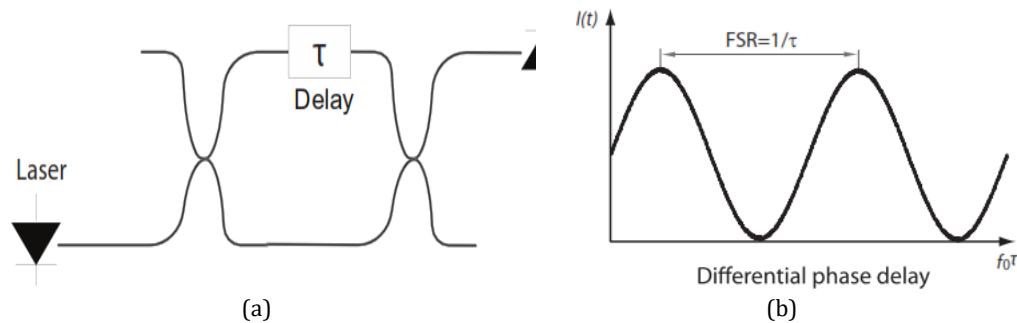 τ
Delay
Laser
(a)
I(t)
FSR=1/τ
f₀τ
Differential phase delay
(b)